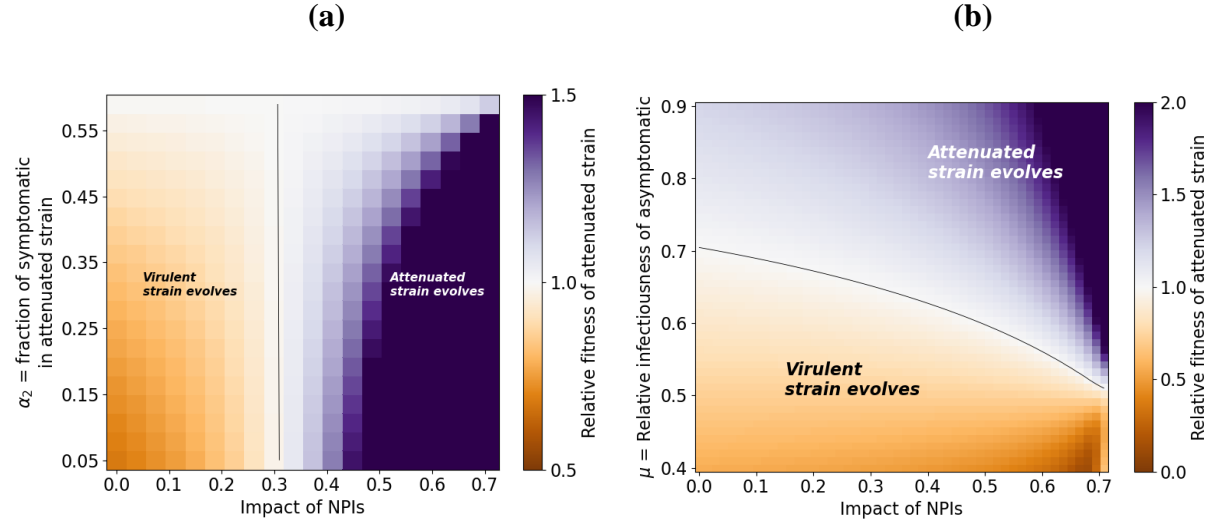 (a)
α₂ = fraction of symptomatic
in attenuated strain
0.55
0.45
0.35
0.25
0.15
0.05
Virulent
strain evolves
Attenuated
strain evolves
0.0 0.1 0.2 0.3 0.4 0.5 0.6 0.7
Impact of NPIs
1.5
1.0
0.5
Relative fitness of attenuated strain
(b)
μ = Relative infectiousness of asymptomatic
0.9
0.8
0.7
0.6
0.5
0.4
Attenuated
strain evolves
Virulent
strain evolves
0.0 0.1 0.2 0.3 0.4 0.5 0.6 0.7
Impact of NPIs
2.0
1.5
1.0
0.5
0.0
Relative fitness of attenuated strain